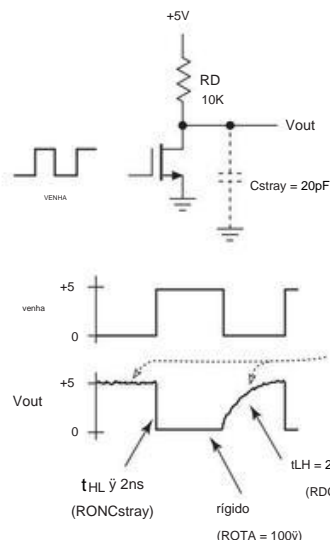 +5V
RD
10K
Vout
Cstray = 20pF
VENHA
venha
+5
0
Vout
+5
0
tHL ÿ 2ns
(RONCstray)
rígido
(ROTA = 100ÿ)
tLH = 2
(RDC